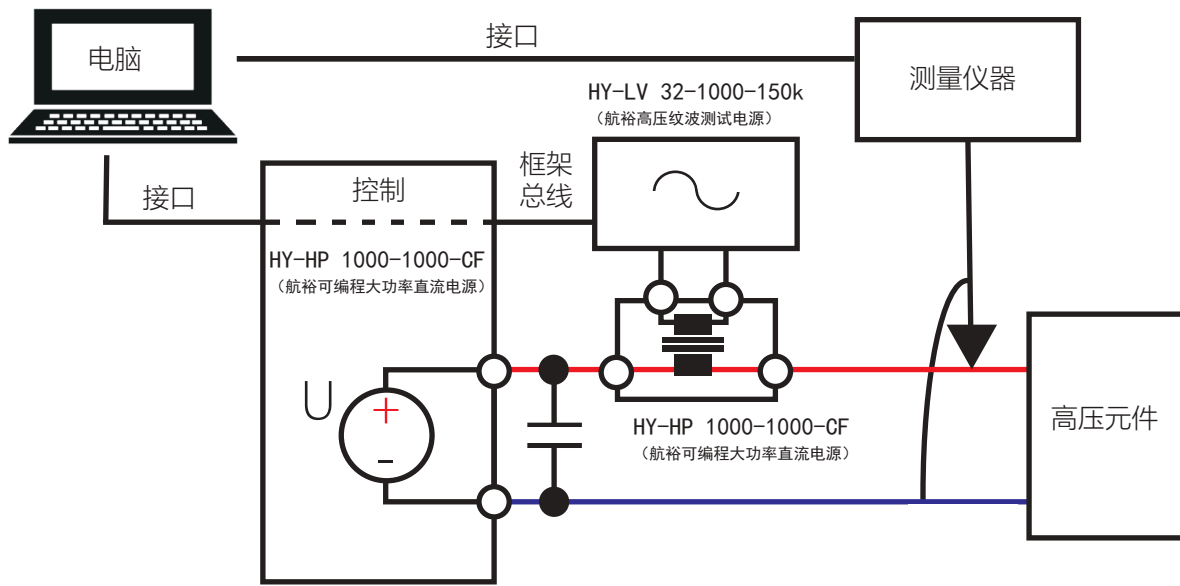 电脑
接口
测量仪器
HY-LV 32-1000-150k
（航裕高压纹波测试电源）
框架
总线
接口
控制
HY-HP 1000-1000-CF
（航裕可编程大功率直流电源）
U
+
-
HY-HP 1000-1000-CF
（航裕可编程大功率直流电源）
高压元件